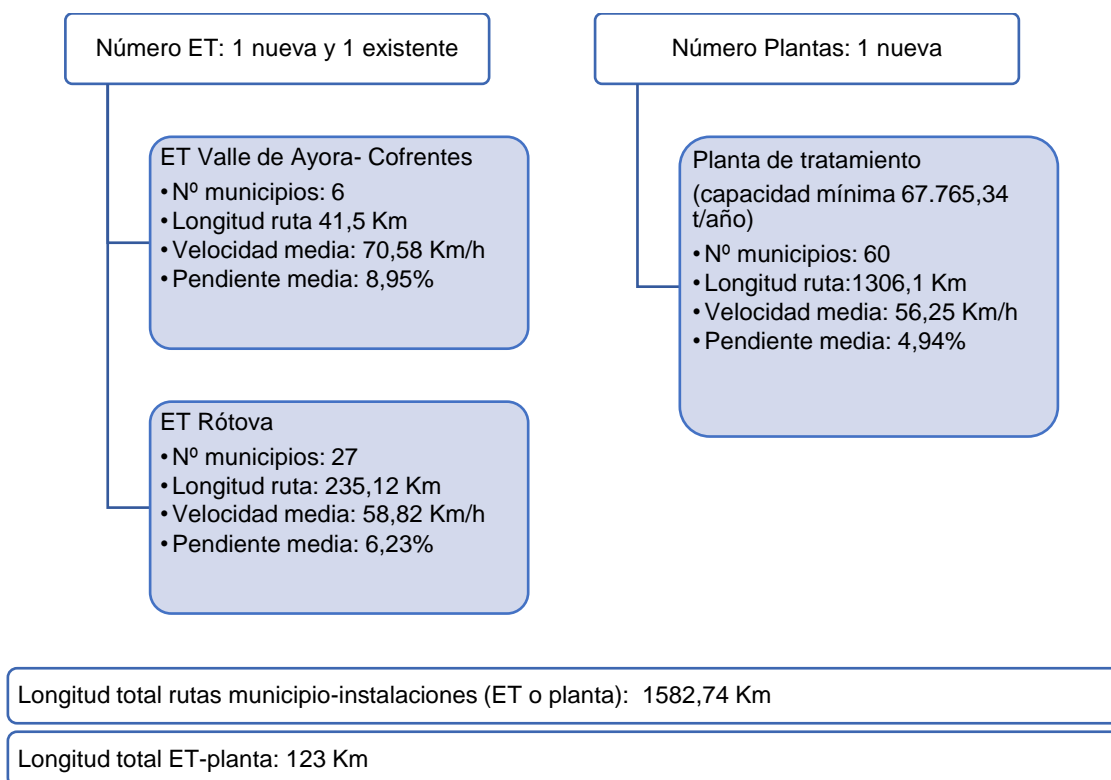 Número ET: 1 nueva y 1 existente
ET Valle de Ayora- Cofrentes
• Nº municipios: 6
• Longitud ruta 41,5 Km
• Velocidad media: 70,58 Km/h
• Pendiente media: 8,95%
ET Rótova
• Nº municipios: 27
• Longitud ruta: 235,12 Km
• Velocidad media: 58,82 Km/h
• Pendiente media: 6,23%
Número Plantas: 1 nueva
Planta de tratamiento
(capacidad mínima 67.765,34
t/año)
• Nº municipios: 60
• Longitud ruta:1306,1 Km
• Velocidad media: 56,25 Km/h
• Pendiente media: 4,94%
Longitud total rutas municipio-instalaciones (ET o planta): 1582,74 Km
Longitud total ET-planta: 123 Km